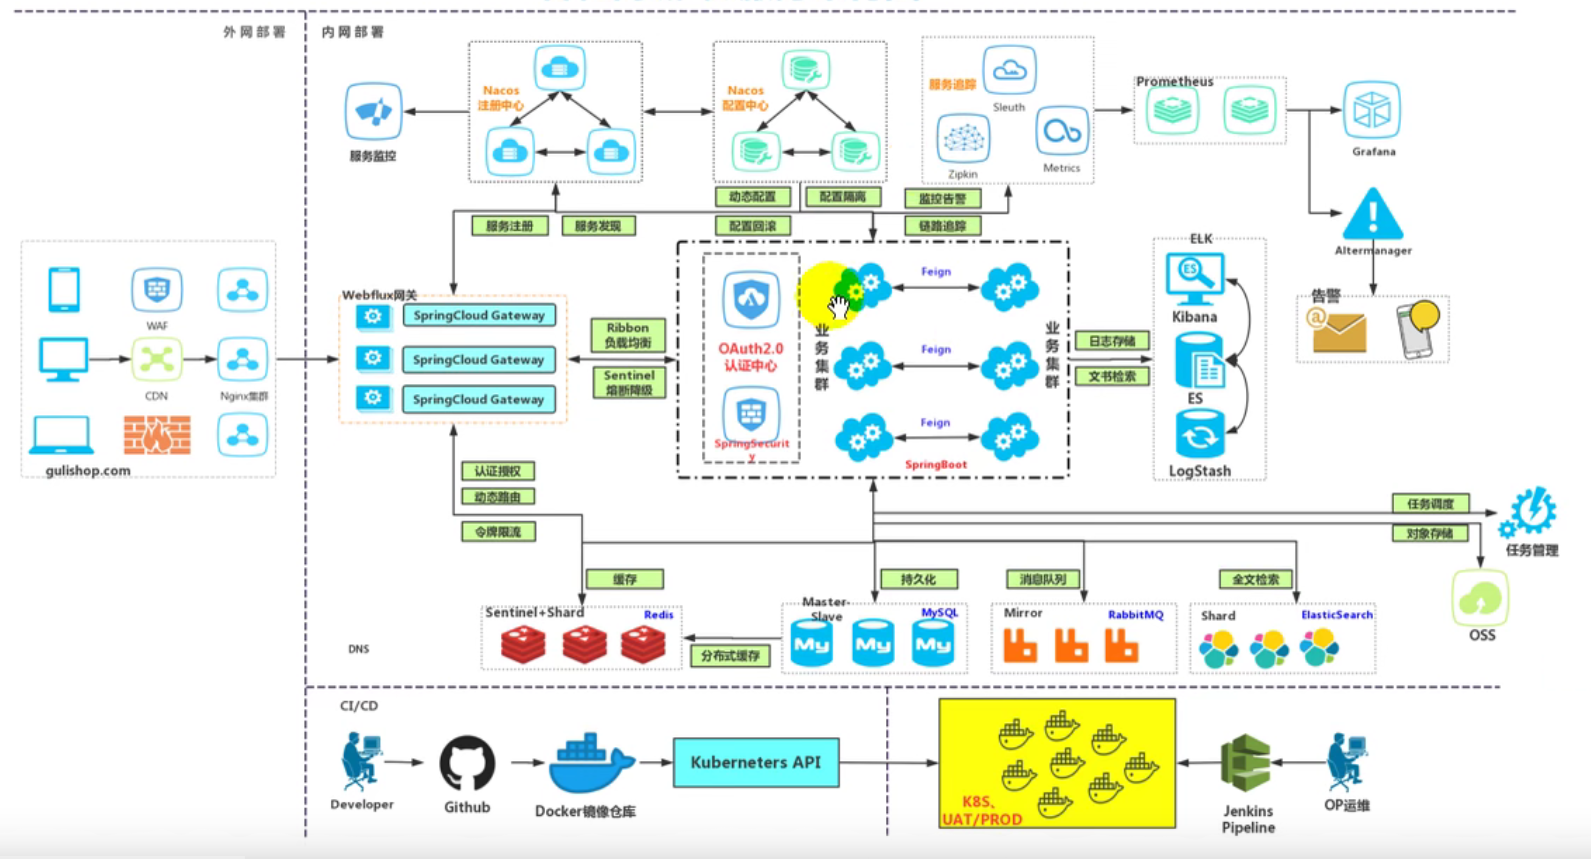 外网部署
内网部署
Nacos
注册中心
服务监控
Nacos
配置中心
服务追踪
Sleuth
Zipkin
Metrics
Prometheus
Grafana
Altermanager
告警
服务注册
服务发现
动态配置
配置隔离
配置回滚
监控告警
链路追踪
WAF
CDN
Nginx集群
gulishop.com
Webflux网关
SpringCloud Gateway
SpringCloud Gateway
SpringCloud Gateway
Ribbon
负载均衡
Sentinel
熔断降级
OAuth2.0
认证中心
SpringSecurit
y
业务集群
Feign
Feign
Feign
业务集群
SpringBoot
日志存储
文书检索
ELK
ES
Kibana
ES
LogStash
认证授权
动态路由
令牌限流
任务调度
对象存储
任务管理
OSS
缓存
持久化
消息队列
全文检索
Sentinel+Shard
Redis
分布式缓存
Master-
Slave
MySQL
My
My
My
Mirror
RabbitMQ
Shard
ElasticSearch
DNS
CI/CD
Developer
Github
Docker镜像仓库
Kuberneters API
K8S、
UAT/PROD
Jenkins
Pipeline
OP运维